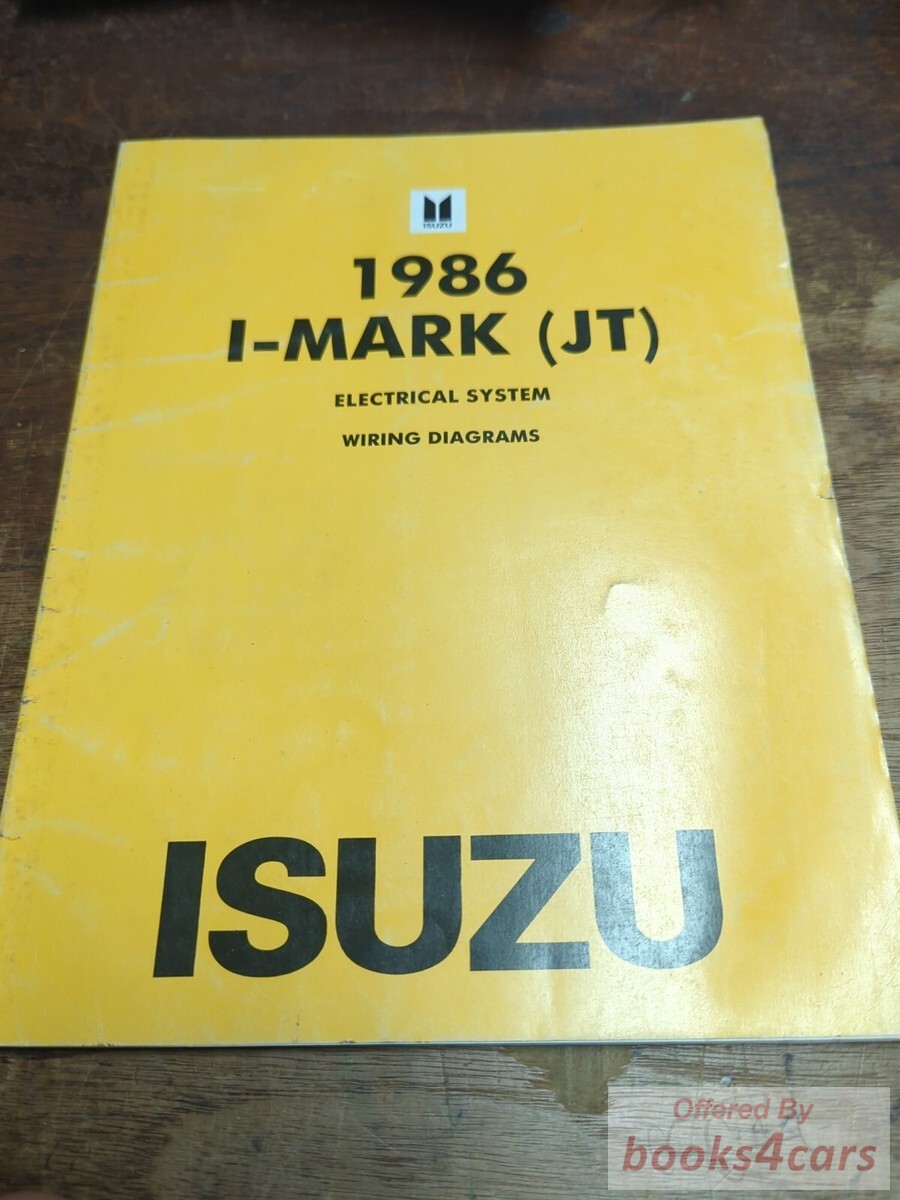 ISUZU
1986
I-MARK (JT)
ELECTRICAL SYSTEM
WIRING DIAGRAMS
ISUZU
Offered By
books4cars